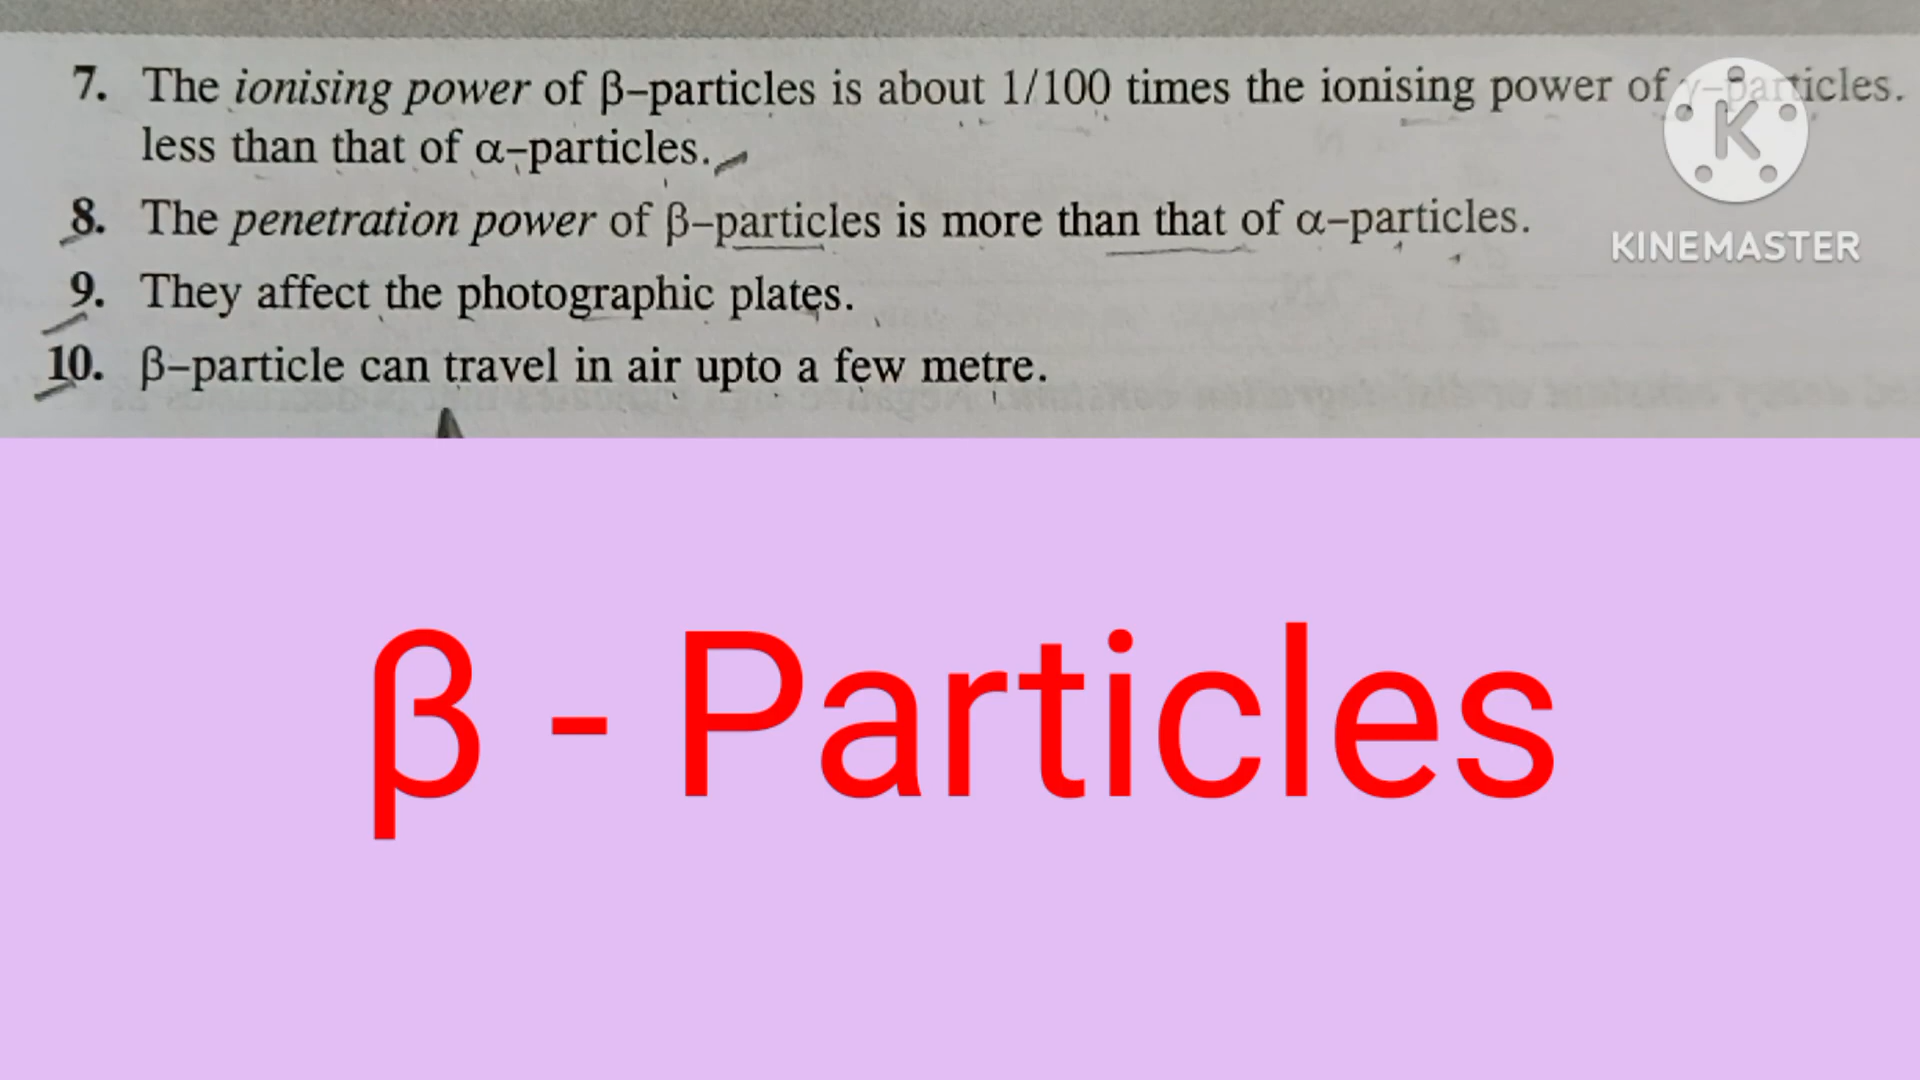 7. The ionising power of β–particles is about 1/100 times the ionising power of γ–particles.
less than that of α–particles.
8. The penetration power of β–particles is more than that of α–particles.
9. They affect the photographic plates.
10. β–particle can travel in air upto a few metre.
KINEMASTER
β - Particles